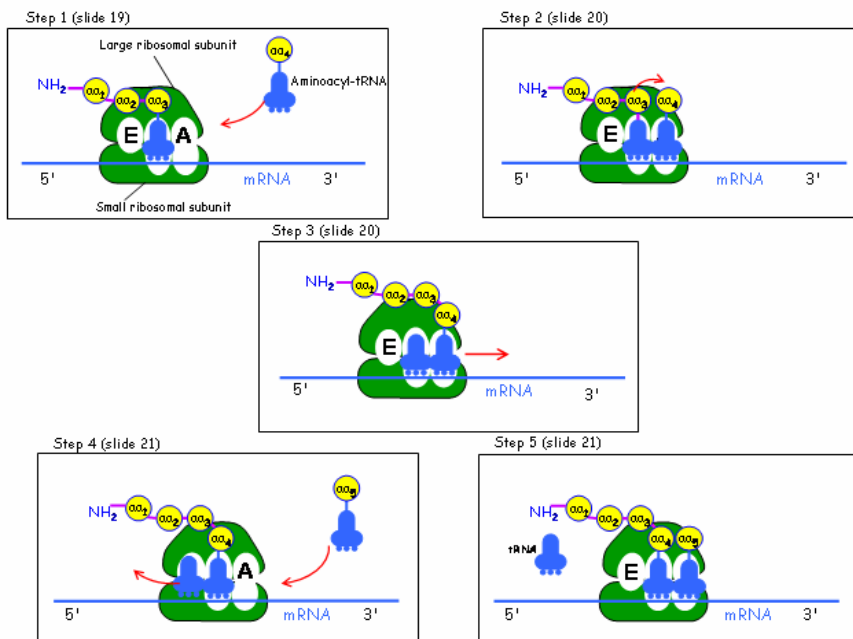 Step 1 (slide 19)
Large ribosomal subunit
aa4
Aminoacyl-tRNA
NH2
aa1
aa2
aa3
E
A
5'
mRNA
3'
Small ribosomal subunit
Step 2 (slide 20)
NH2
aa1
aa2
aa3
aa4
E
5'
mRNA
3'
Step 3 (slide 20)
NH2
aa1
aa2
aa3
aa4
E
5'
mRNA
3'
Step 4 (slide 21)
NH2
aa1
aa2
aa3
aa4
aa5
A
5'
mRNA
3'
Step 5 (slide 21)
NH2
aa1
aa2
aa3
aa4
aa5
tRNA
E
5'
mRNA
3'